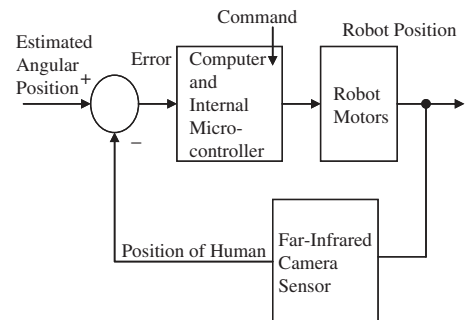 Command
Estimated
Angular
Position
+
Error
Computer
and
Internal
Micro-
controller
Robot Position
Robot
Motors
−
Position of Human
Far-Infrared
Camera
Sensor